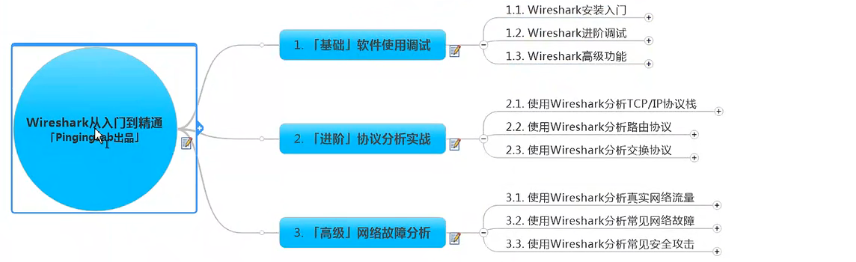 Wireshark从入门到精通
「PingingLab出品」
1. 「基础」软件使用调试
1.1. Wireshark安装入门
1.2. Wireshark进阶调试
1.3. Wireshark高级功能
2. 「进阶」协议分析实战
2.1. 使用Wireshark分析TCP/IP协议栈
2.2. 使用Wireshark分析路由协议
2.3. 使用Wireshark分析交换协议
3. 「高级」网络故障分析
3.1. 使用Wireshark分析真实网络流量
3.2. 使用Wireshark分析常见网络故障
3.3. 使用Wireshark分析常见安全攻击